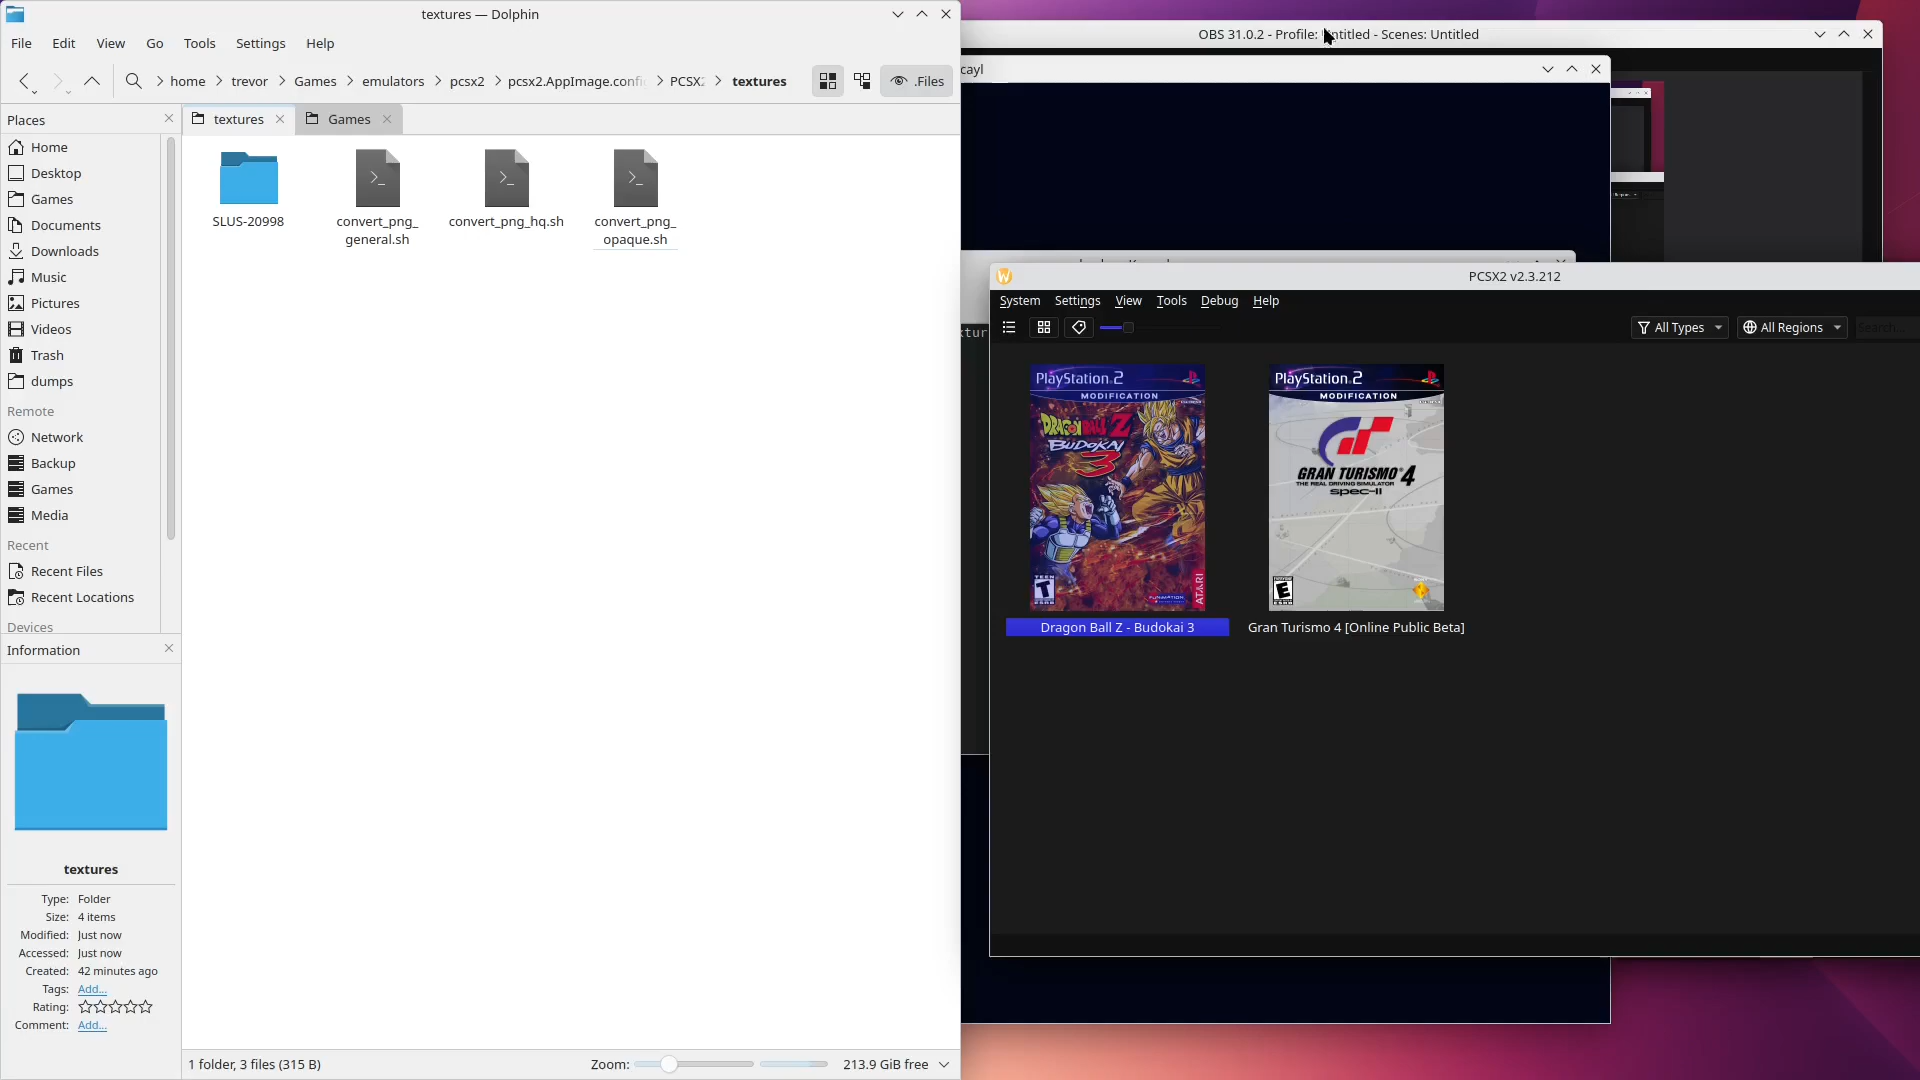 textures — Dolphin
File Edit View Go Tools Settings Help
home trevor Games emulators pcsx2 pcsx2.AppImage.confi PCSX2 textures
.Files
Places
Home
Desktop
Games
Documents
Downloads
Music
Pictures
Videos
Trash
dumps
Remote
Network
Backup
Games
Media
Recent
Recent Files
Recent Locations
Devices
textures
Games
SLUS-20998
convert_png_
general.sh
convert_png_hq.sh
convert_png_
opaque.sh
Information
textures
Type: Folder
Size: 4 items
Modified: Just now
Accessed: Just now
Created: 42 minutes ago
Tags: Add...
Rating:
Comment: Add...
1 folder, 3 files (315 B)
Zoom:
213.9 GiB free
OBS 31.0.2 - Profile: Untitled - Scenes: Untitled
cayl
xtur
PCSX2 v2.3.212
System Settings View Tools Debug Help
All Types
All Regions
Search...
PlayStation 2
MODIFICATION
DRAGON BALL Z
BUDOKAI
3
T
ATARI
FUNIMATION
Dragon Ball Z - Budokai 3
PlayStation 2
MODIFICATION
GRAN TURISMO 4
THE REAL DRIVING SIMULATOR
spec-II
E
Gran Turismo 4 [Online Public Beta]